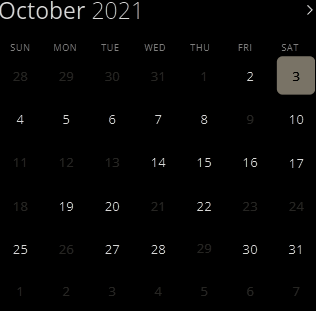 October 2021 >
SUN MON TUE WED THU FRI SAT
28 29 30 31 1 2 3
4 5 6 7 8 9 10
11 12 13 14 15 16 17
18 19 20 21 22 23 24
25 26 27 28 29 30 31
1 2 3 4 5 6 7